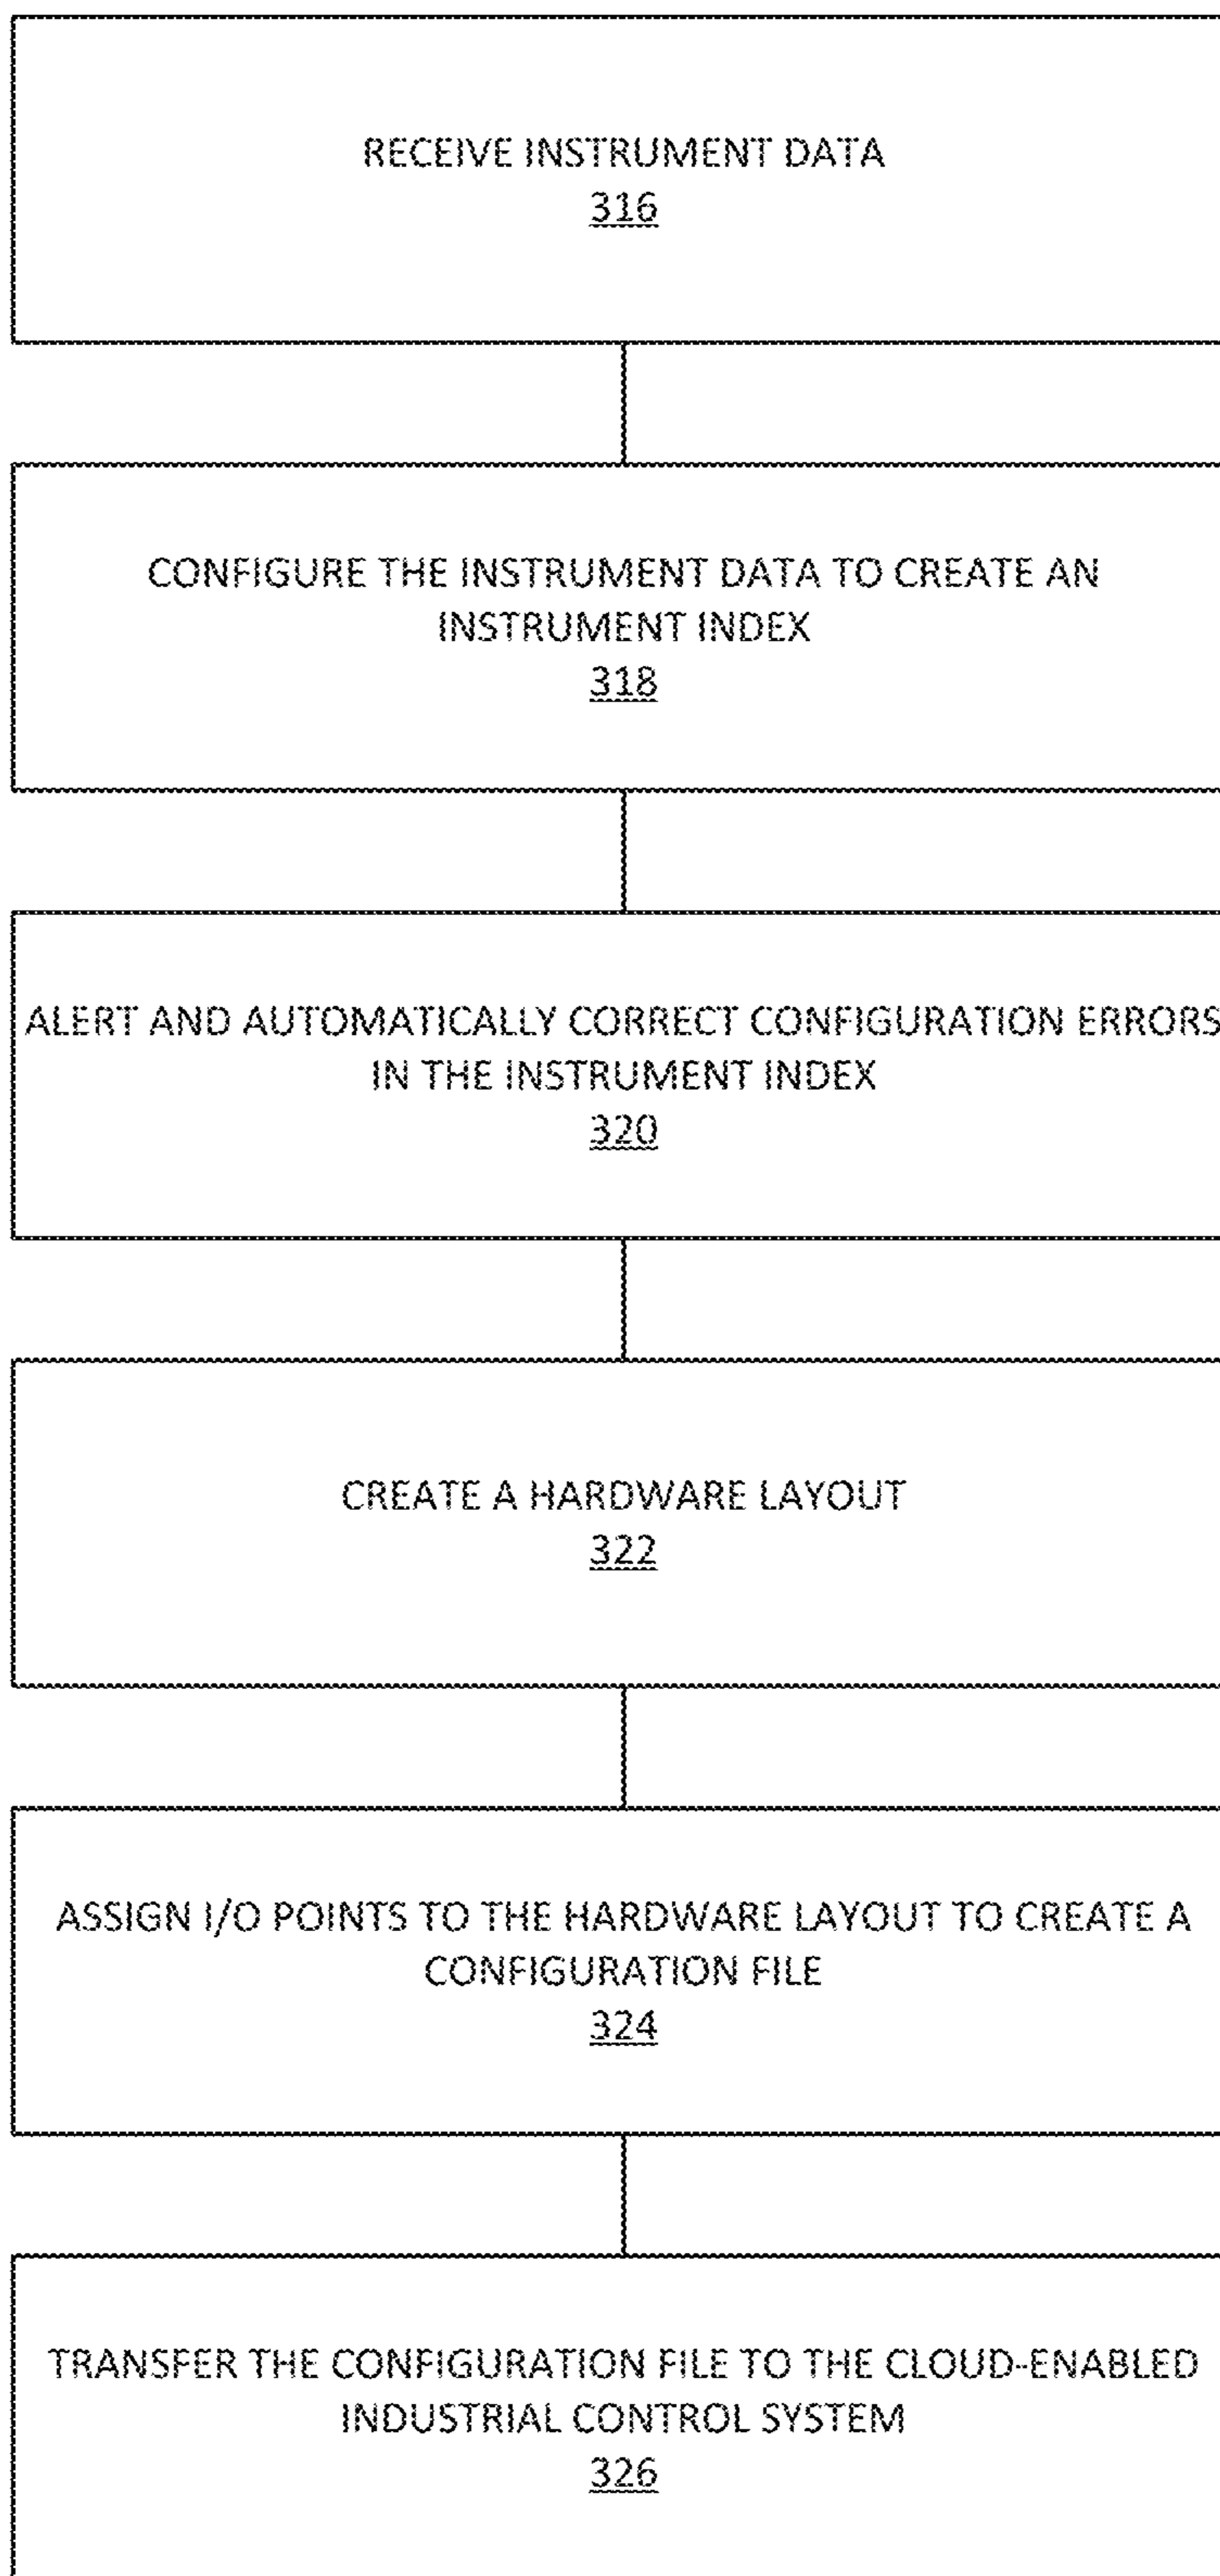 RECEIVE INSTRUMENT DATA
316
CONFIGURE THE INSTRUMENT DATA TO CREATE AN
INSTRUMENT INDEX
318
ALERT AND AUTOMATICALLY CORRECT CONFIGURATION ERRORS
IN THE INSTRUMENT INDEX
320
CREATE A HARDWARE LAYOUT
322
ASSIGN I/O POINTS TO THE HARDWARE LAYOUT TO CREATE A
CONFIGURATION FILE
324
TRANSFER THE CONFIGURATION FILE TO THE CLOUD-ENABLED
INDUSTRIAL CONTROL SYSTEM
326